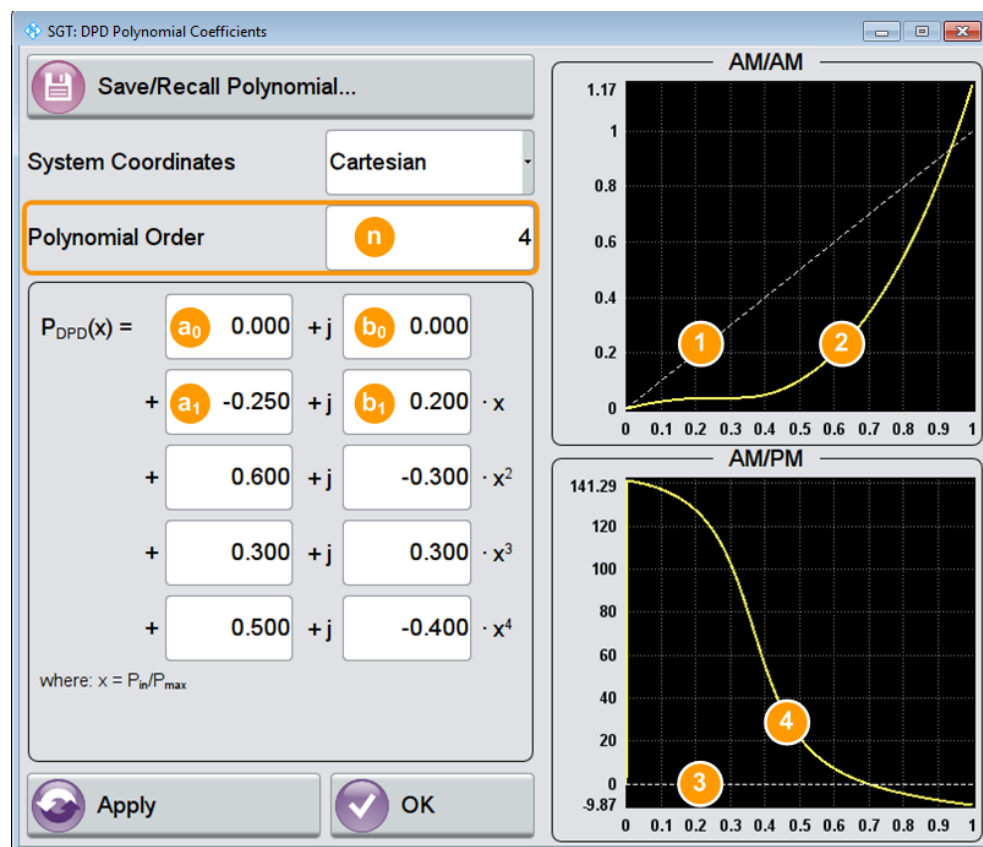 SGT: DPD Polynomial Coefficients
Save/Recall Polynomial...
System Coordinates Cartesian
Polynomial Order n 4
P_DPD(x) = a₀ 0.000 + j b₀ 0.000
+ a₁ -0.250 + j b₁ 0.200 · x
+ 0.600 + j -0.300 · x²
+ 0.300 + j 0.300 · x³
+ 0.500 + j -0.400 · x⁴
where: x = P_in/P_max
Apply OK
AM/AM
1.17
1
0.8
0.6
0.4
0.2
0
1 2
0 0.1 0.2 0.3 0.4 0.5 0.6 0.7 0.8 0.9 1
AM/PM
141.29
120
100
80
60
40
20
0
-9.87
3 4
0 0.1 0.2 0.3 0.4 0.5 0.6 0.7 0.8 0.9 1